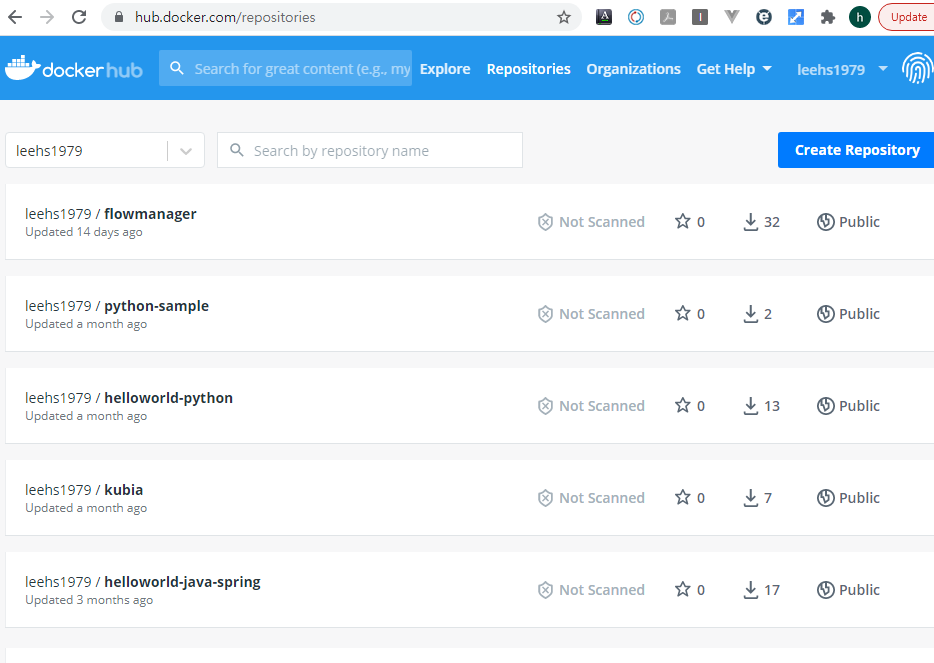 hub.docker.com/repositories
h
Update
docker hub
Search for great content (e.g., my
Explore
Repositories
Organizations
Get Help
leehs1979
leehs1979
Search by repository name
Create Repository
leehs1979 / flowmanager
Updated 14 days ago
Not Scanned
0
32
Public
leehs1979 / python-sample
Updated a month ago
Not Scanned
0
2
Public
leehs1979 / helloworld-python
Updated a month ago
Not Scanned
0
13
Public
leehs1979 / kubia
Updated a month ago
Not Scanned
0
7
Public
leehs1979 / helloworld-java-spring
Updated 3 months ago
Not Scanned
0
17
Public